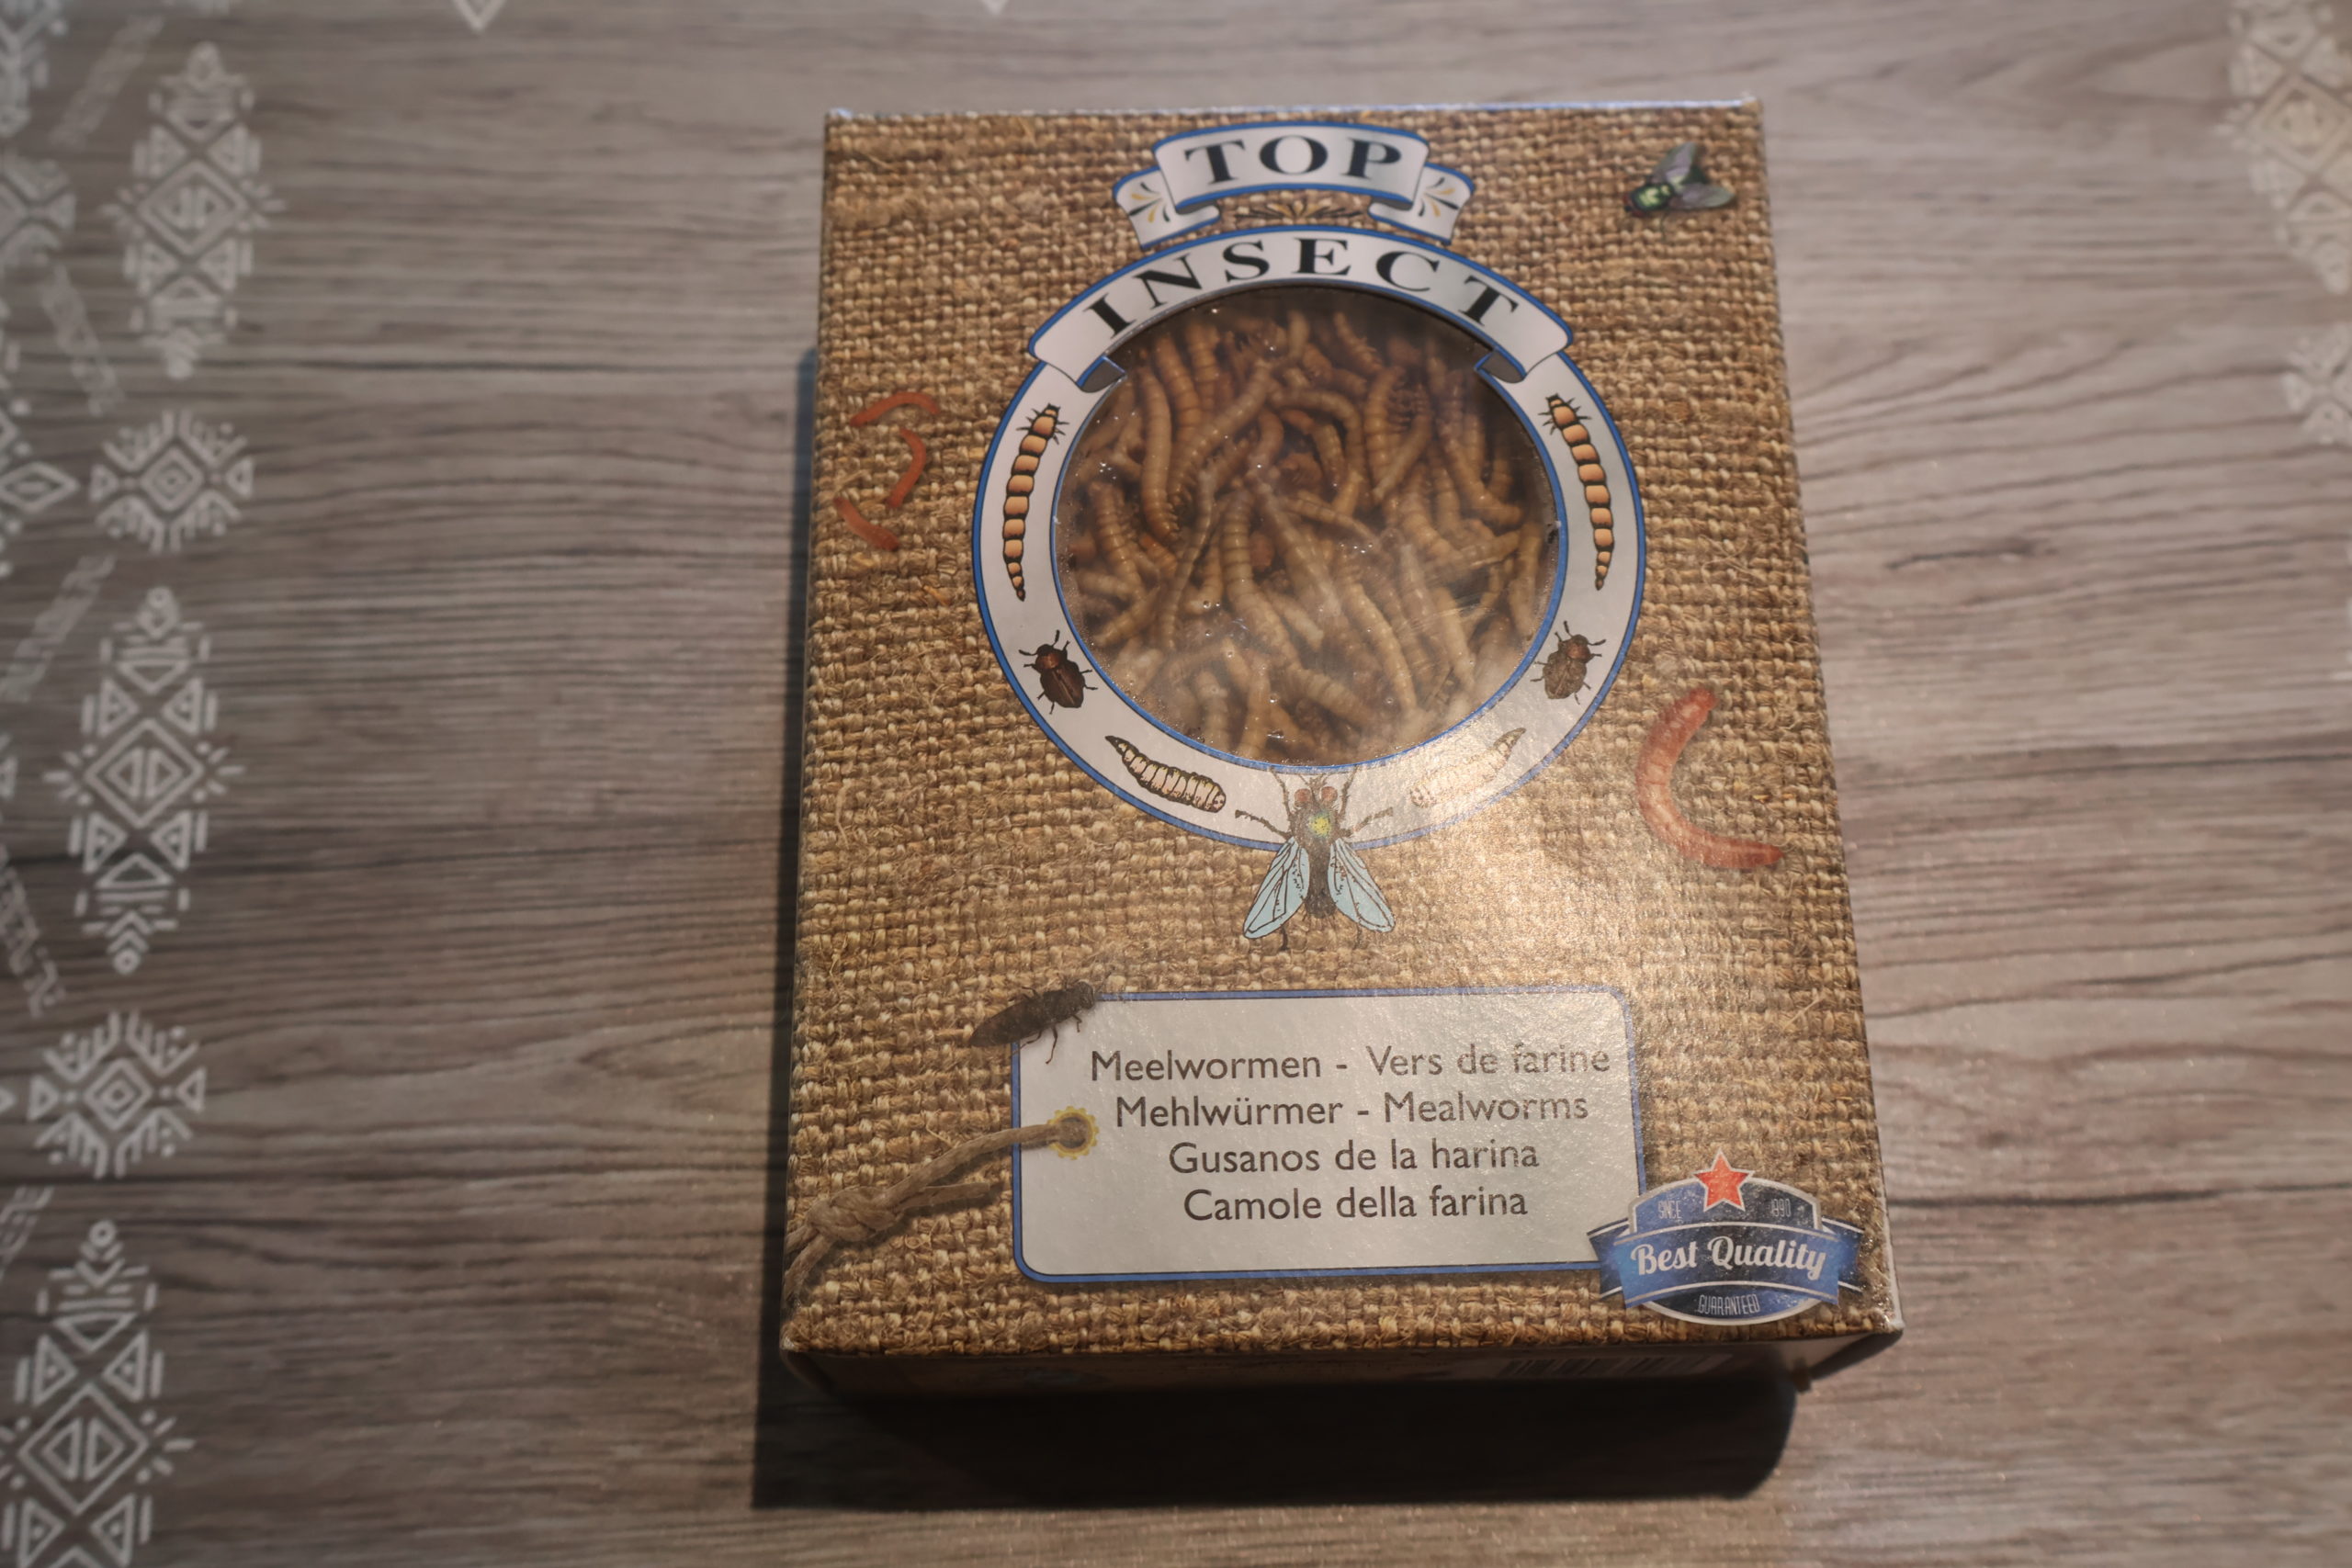 TOP
INSECT
Meelwormen - Vers de farine
Mehlwürmer - Mealworms
Gusanos de la harina
Camole della farina
SINCE 1990
Best Quality
GUARANTEED